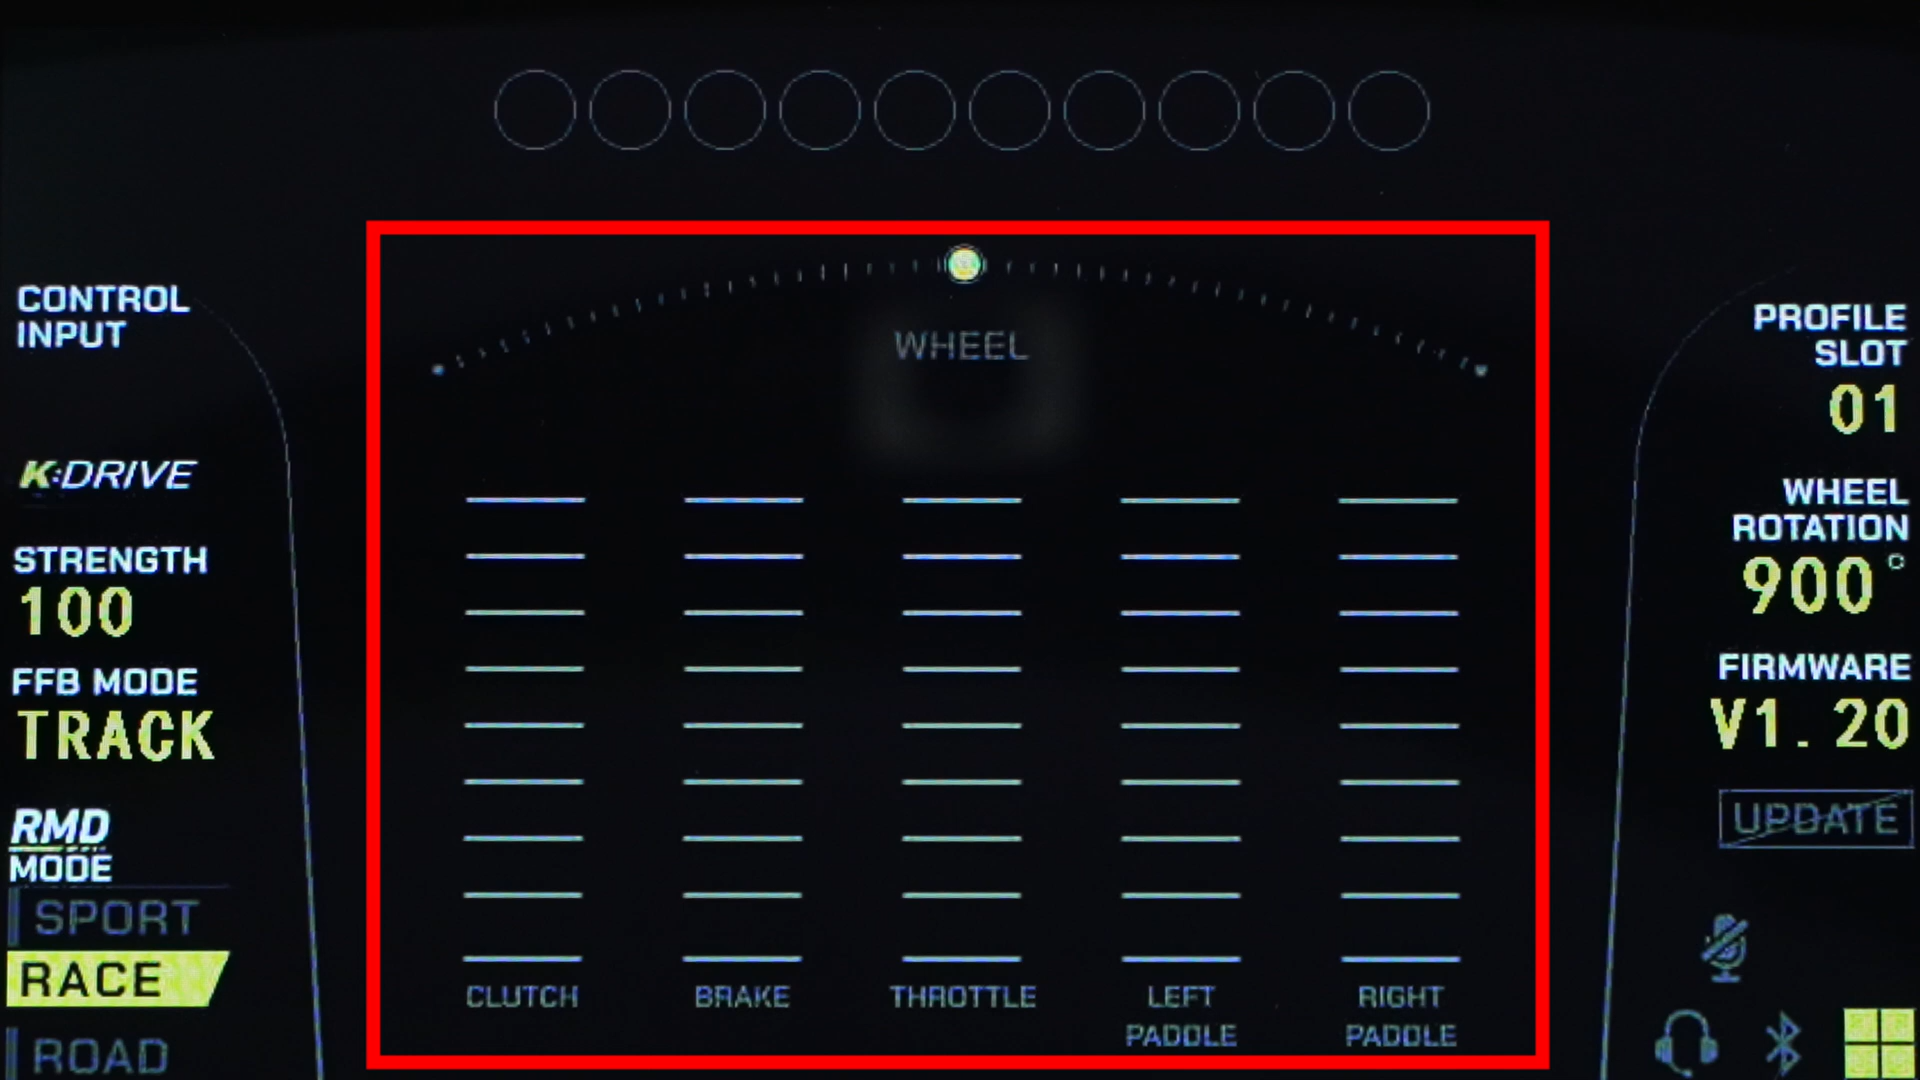 CONTROL
INPUT
K:DRIVE
STRENGTH
100
FFB MODE
TRACK
RMD
MODE
SPORT
RACE
ROAD
WHEEL
CLUTCH
BRAKE
THROTTLE
LEFT
PADDLE
RIGHT
PADDLE
PROFILE
SLOT
01
WHEEL
ROTATION
900°
FIRMWARE
V1.20
UPDATE